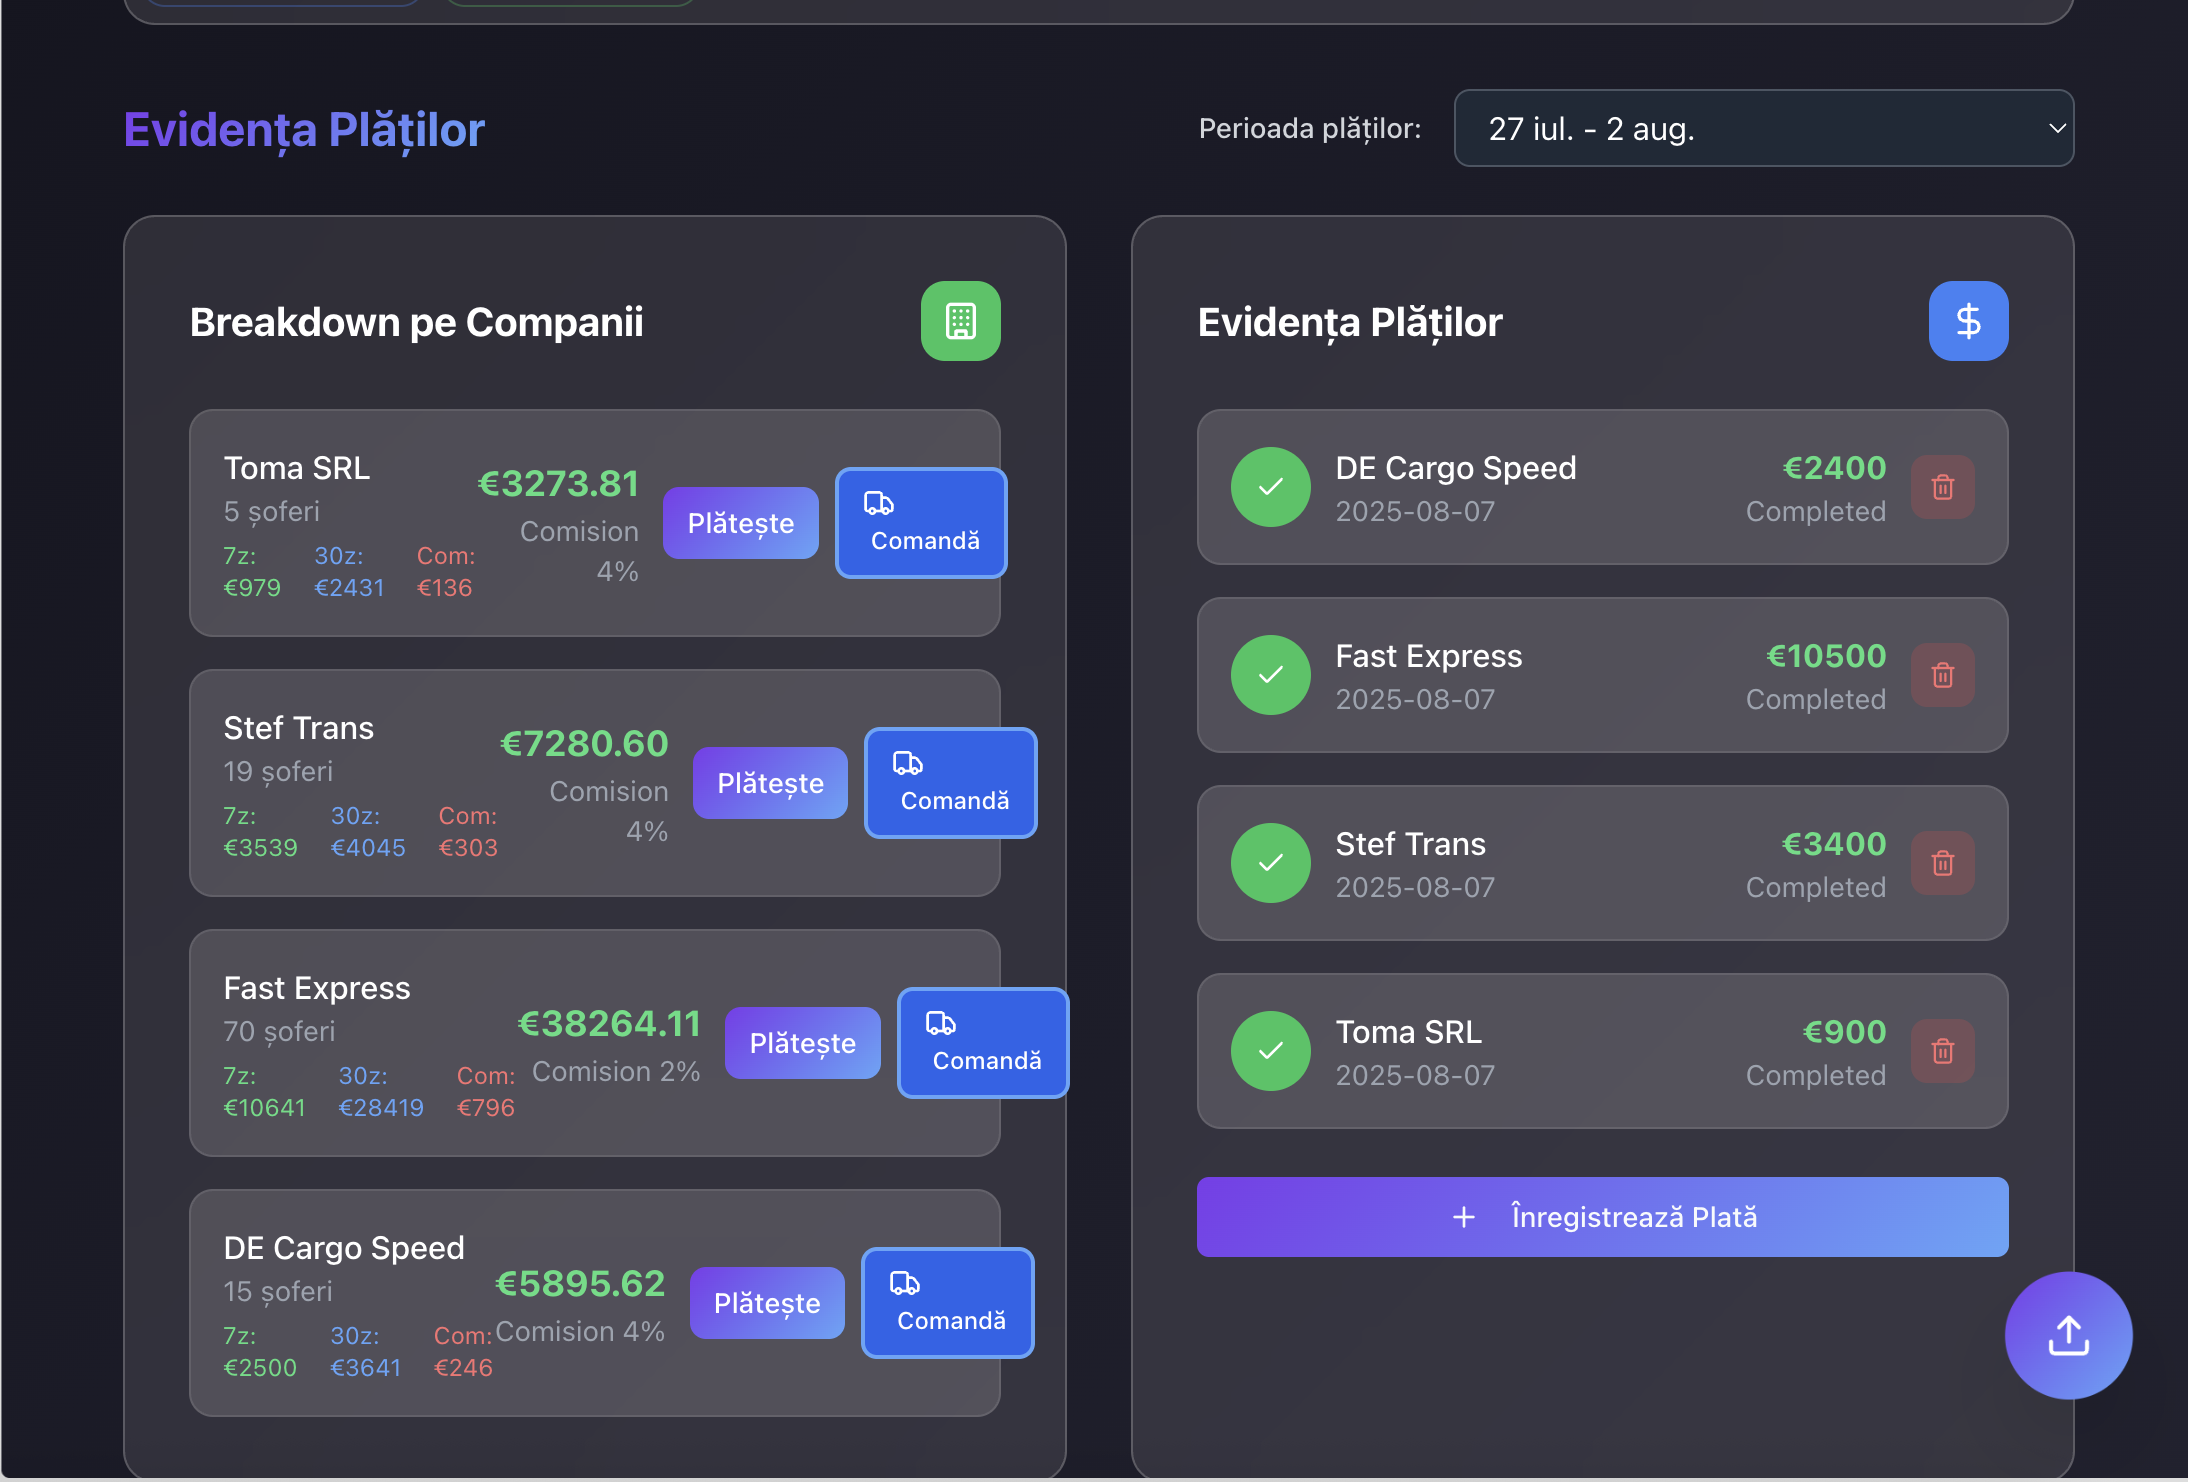 Evidența Plăților
Perioada plăților:
27 iul. - 2 aug.
Breakdown pe Companii
Toma SRL
5 șoferi
7z: 30z: Com:
€979 €2431 €136
€3273.81
Comision
4%
Plătește
Comandă
Stef Trans
19 șoferi
7z: 30z: Com:
€3539 €4045 €303
€7280.60
Comision
4%
Plătește
Comandă
Fast Express
70 șoferi
7z: 30z: Com:
€10641 €28419 €796
€38264.11
Comision 2%
Plătește
Comandă
DE Cargo Speed
15 șoferi
7z: 30z: Com:
€2500 €3641 €246
€5895.62
Comision 4%
Plătește
Comandă
Evidența Plăților
DE Cargo Speed
2025-08-07
€2400
Completed
Fast Express
2025-08-07
€10500
Completed
Stef Trans
2025-08-07
€3400
Completed
Toma SRL
2025-08-07
€900
Completed
+ Înregistrează Plată